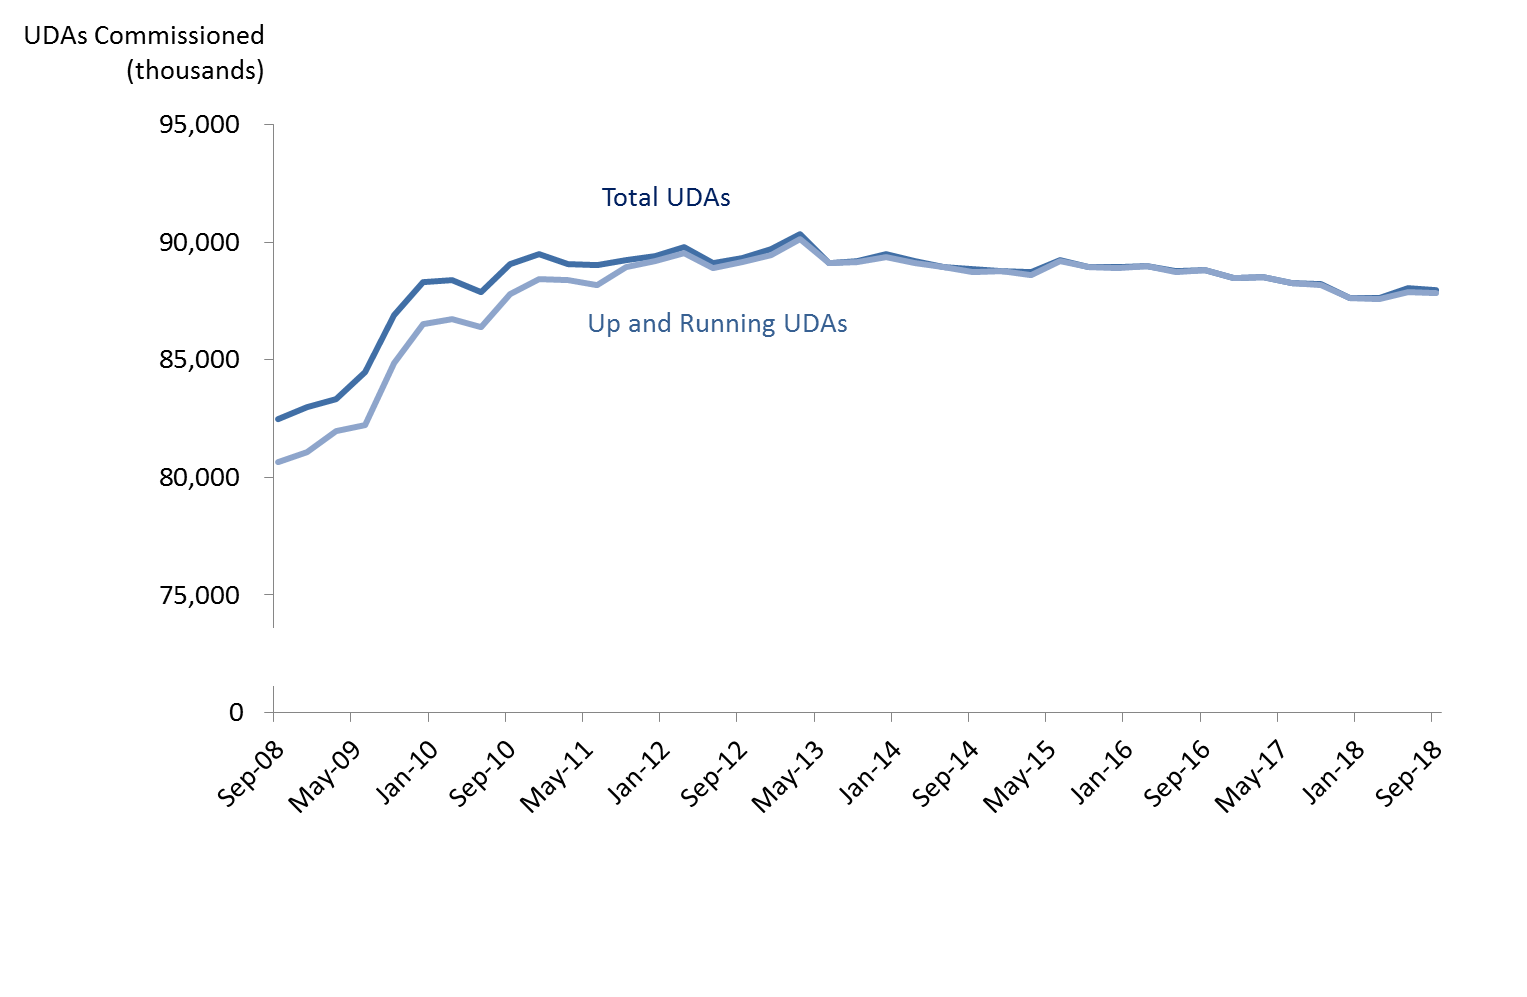 UDAs Commissioned
(thousands)
95,000
Total UDAs
90,000
Up and Running UDAs
85,000
80,000
75,000
0
Sep-08
May-09
Jan-10
Sep-10
May-11
Jan-12
Sep-12
May-13
Jan-14
Sep-14
May-15
Jan-16
Sep-16
May-17
Jan-18
Sep-18